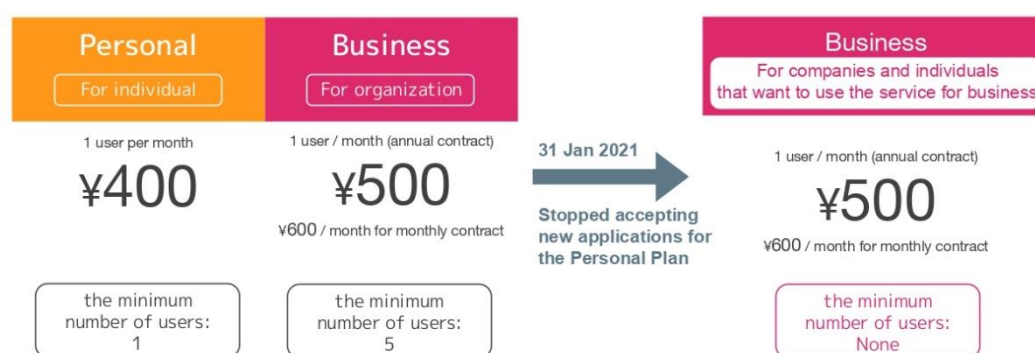 Personal
For individual
1 user per month
¥400
the minimum
number of users:
1
Business
For organization
1 user / month (annual contract)
¥500
¥600 / month for monthly contract
the minimum
number of users:
5
31 Jan 2021
Stopped accepting
new applications for
the Personal Plan
Business
For companies and individuals
that want to use the service for business
1 user / month (annual contract)
¥500
¥600 / month for monthly contract
the minimum
number of users:
None